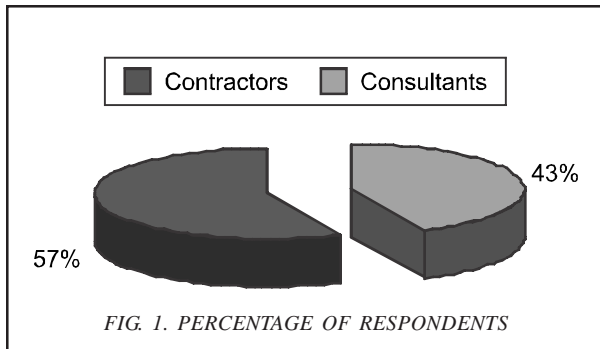 Contractors Consultants
43%
57%
FIG. 1. PERCENTAGE OF RESPONDENTS